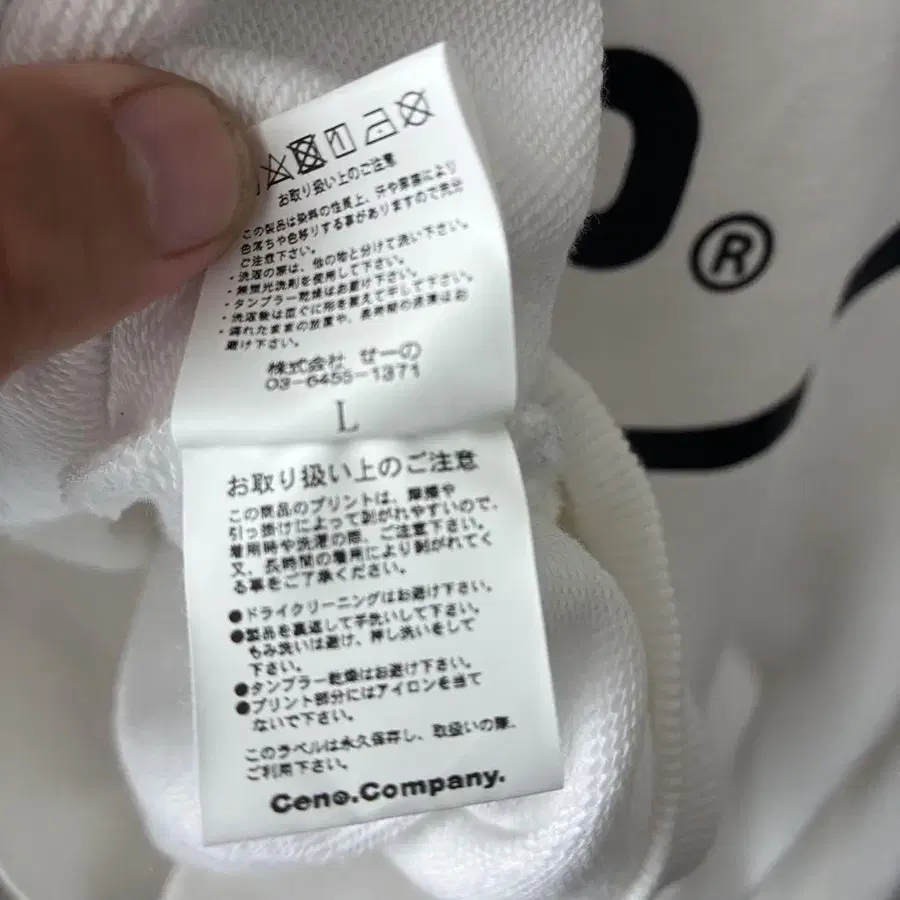 お取り扱い上のご注意
この製品は染料の性質上、汗や摩擦により
色落ちや色移りする事がありますので充分
ご注意下さい。
・洗濯の際は、他の物と分けて洗い下さい。
・無蛍光洗剤を使用して下さい。
・タンブラー乾燥はお避け下さい。
・洗濯後は直ぐに形を整えて干して下さい。
・濡れたままの放置や、長時間の浸漬はお
避け下さい。
株式会社 ぜーの
03-6455-1371
L
お取り扱い上のご注意
この商品のプリントは、摩擦や
引っ掛けによって剥がれやすいので、
着用時や洗濯の際、ご注意下さい。
又、長時間の着用により剥がれてく
る事をご了承ください。
●ドライクリーニングはお避け下さい。
●製品を裏返して手洗いして下さい。
もみ洗いは避け、押し洗いをして
下さい。
●タンブラー乾燥はお避け下さい。
●プリント部分にはアイロンを当て
ないで下さい。
このラベルは永久保存し、取扱いの際、
ご利用下さい。
Ceno.Company.
®